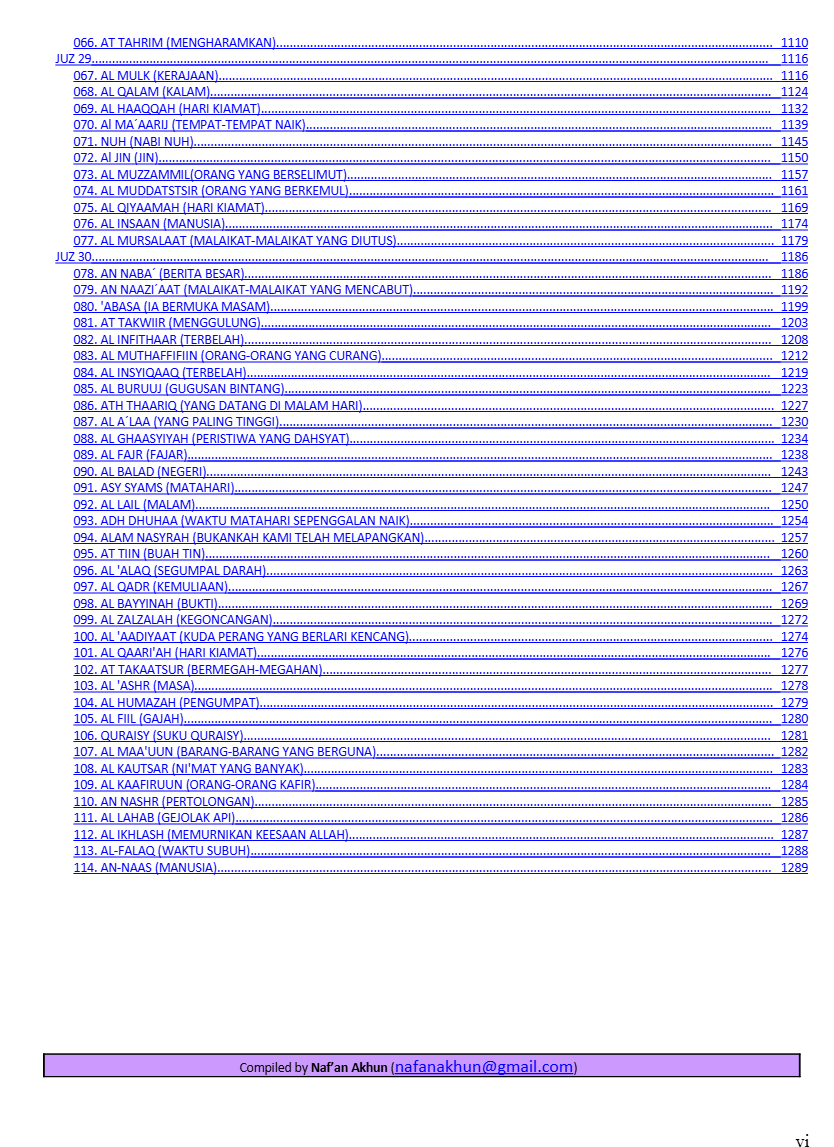 066. AT TAHRIM (MENGHARAMKAN) 1110
JUZ 29 1116
067. AL MULK (KERAJAAN) 1116
068. AL QALAM (KALAM) 1124
069. AL HAAQQAH (HARI KIAMAT) 1132
070. Al MA´AARIJ (TEMPAT-TEMPAT NAIK) 1139
071. NUH (NABI NUH) 1145
072. Al JIN (JIN) 1150
073. AL MUZZAMMIL(ORANG YANG BERSELIMUT) 1157
074. AL MUDDATSTSIR (ORANG YANG BERKEMUL) 1161
075. AL QIYAAMAH (HARI KIAMAT) 1169
076. AL INSAAN (MANUSIA) 1174
077. AL MURSALAAT (MALAIKAT-MALAIKAT YANG DIUTUS) 1179
JUZ 30 1186
078. AN NABA´ (BERITA BESAR) 1186
079. AN NAAZI´AAT (MALAIKAT-MALAIKAT YANG MENCABUT) 1192
080. 'ABASA (IA BERMUKA MASAM) 1199
081. AT TAKWIIR (MENGGULUNG) 1203
082. AL INFITHAAR (TERBELAH) 1208
083. AL MUTHAFFIFIIN (ORANG-ORANG YANG CURANG) 1212
084. AL INSYIQAAQ (TERBELAH) 1219
085. AL BURUUJ (GUGUSAN BINTANG) 1223
086. ATH THAARIQ (YANG DATANG DI MALAM HARI) 1227
087. AL A´LAA (YANG PALING TINGGI) 1230
088. AL GHAASYIYAH (PERISTIWA YANG DAHSYAT) 1234
089. AL FAJR (FAJAR) 1238
090. AL BALAD (NEGERI) 1243
091. ASY SYAMS (MATAHARI) 1247
092. AL LAIL (MALAM) 1250
093. ADH DHUHAA (WAKTU MATAHARI SEPENGGALAN NAIK) 1254
094. ALAM NASYRAH (BUKANKAH KAMI TELAH MELAPANGKAN) 1257
095. AT TIIN (BUAH TIN) 1260
096. AL 'ALAQ (SEGUMPAL DARAH) 1263
097. AL QADR (KEMULIAAN) 1267
098. AL BAYYINAH (BUKTI) 1269
099. AL ZALZALAH (KEGONCANGAN) 1272
100. AL 'AADIYAAT (KUDA PERANG YANG BERLARI KENCANG) 1274
101. AL QAARI'AH (HARI KIAMAT) 1276
102. AT TAKAATSUR (BERMEGAH-MEGAHAN) 1277
103. AL 'ASHR (MASA) 1278
104. AL HUMAZAH (PENGUMPAT) 1279
105. AL FIIL (GAJAH) 1280
106. QURAISY (SUKU QURAISY) 1281
107. AL MAA'UUN (BARANG-BARANG YANG BERGUNA) 1282
108. AL KAUTSAR (NI'MAT YANG BANYAK) 1283
109. AL KAAFIRUUN (ORANG-ORANG KAFIR) 1284
110. AN NASHR (PERTOLONGAN) 1285
111. AL LAHAB (GEJOLAK API) 1286
112. AL IKHLASH (MEMURNIKAN KEESAAN ALLAH) 1287
113. AL-FALAQ (WAKTU SUBUH) 1288
114. AN-NAAS (MANUSIA) 1289
Compiled by Naf’an Akhun (nafanakhun@gmail.com)
vi